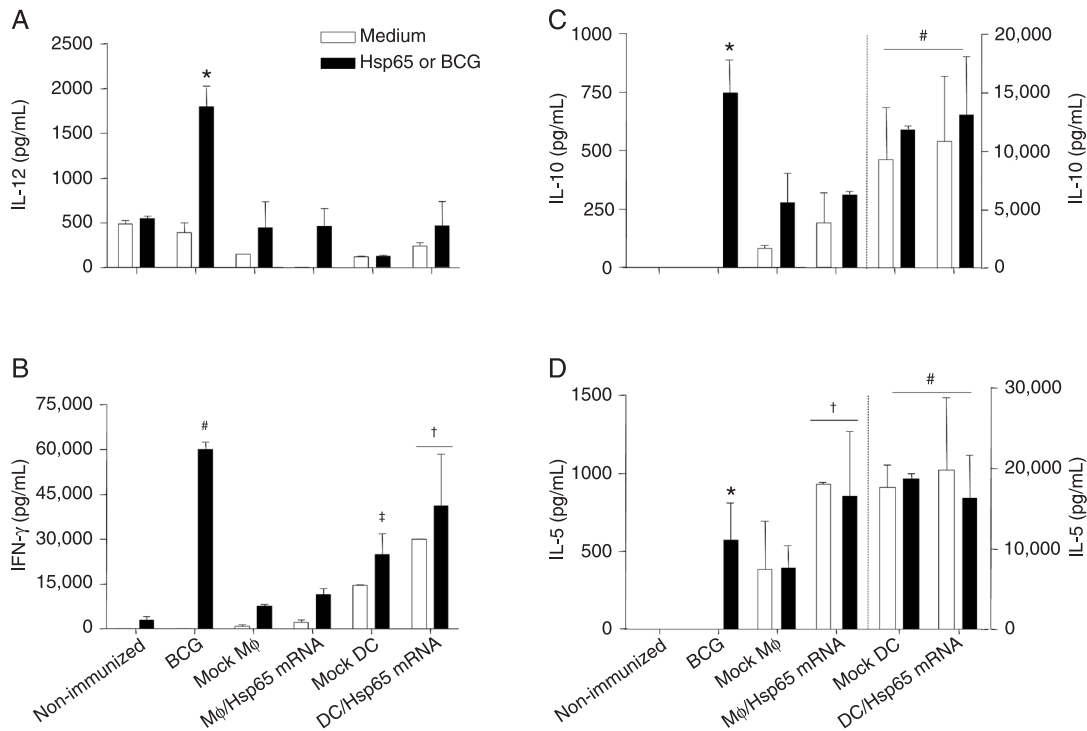 A
IL-12 (pg/mL)
2500
2000
1500
1000
500
0
*
Medium
Hsp65 or BCG
B
IFN-γ (pg/mL)
75,000
60,000
45,000
30,000
15,000
0
#
‡
†
Non-immunized
BCG
Mock Mϕ
Mϕ/Hsp65 mRNA
Mock DC
DC/Hsp65 mRNA
C
IL-10 (pg/mL)
1000
750
500
250
0
*
#
20,000
15,000
10,000
5,000
0
IL-10 (pg/mL)
D
IL-5 (pg/mL)
1500
1000
500
0
*
†
#
30,000
20,000
10,000
0
IL-5 (pg/mL)
Non-immunized
BCG
Mock Mϕ
Mϕ/Hsp65 mRNA
Mock DC
DC/Hsp65 mRNA